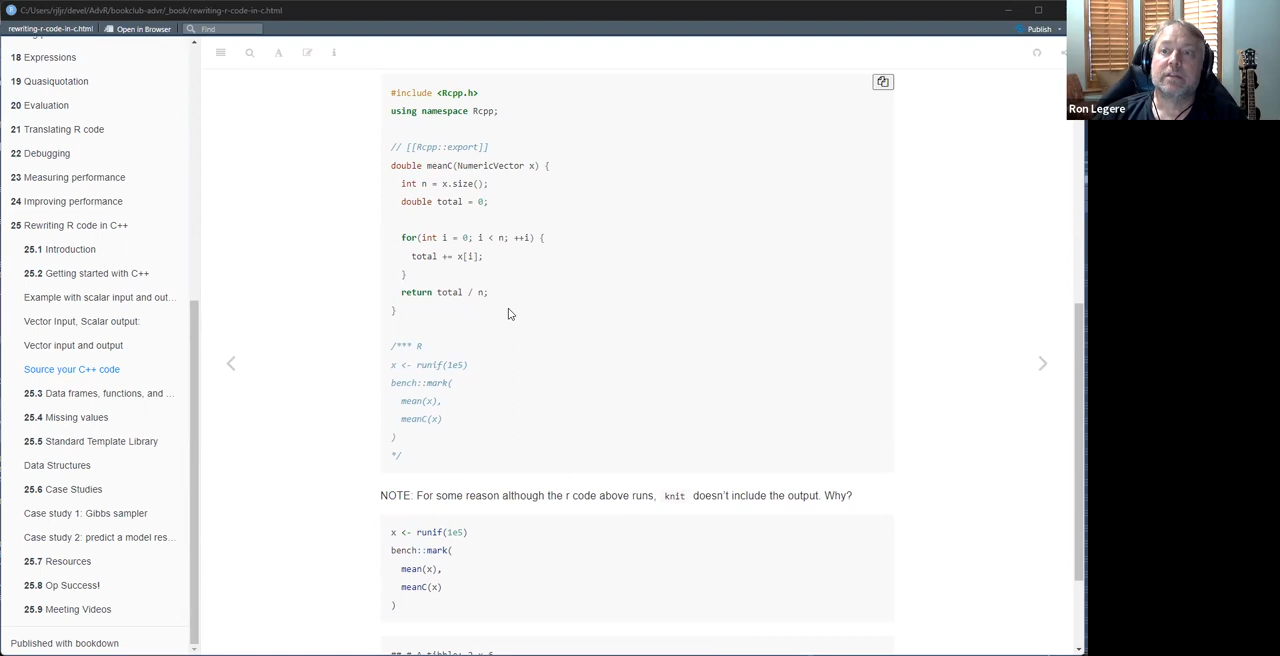 C:/Users/rjljr/devel/AdvR/bookclub-advr/_book/rewriting-r-code-in-c.html
rewriting-r-code-in-c.html
Open in Browser
Find
Publish
18 Expressions
19 Quasiquotation
20 Evaluation
21 Translating R code
22 Debugging
23 Measuring performance
24 Improving performance
25 Rewriting R code in C++
25.1 Introduction
25.2 Getting started with C++
Example with scalar input and out…
Vector Input, Scalar output:
Vector input and output
Source your C++ code
25.3 Data frames, functions, and …
25.4 Missing values
25.5 Standard Template Library
Data Structures
25.6 Case Studies
Case study 1: Gibbs sampler
Case study 2: predict a model res…
25.7 Resources
25.8 Op Success!
25.9 Meeting Videos
Published with bookdown
#include <Rcpp.h>
using namespace Rcpp;
// [[Rcpp::export]]
double meanC(NumericVector x) {
int n = x.size();
double total = 0;
for(int i = 0; i < n; ++i) {
total += x[i];
}
return total / n;
}
/*** R
x <- runif(1e5)
bench::mark(
mean(x),
meanC(x)
)
*/
NOTE: For some reason although the r code above runs, knit doesn't include the output. Why?
x <- runif(1e5)
bench::mark(
mean(x),
meanC(x)
)
Ron Legere